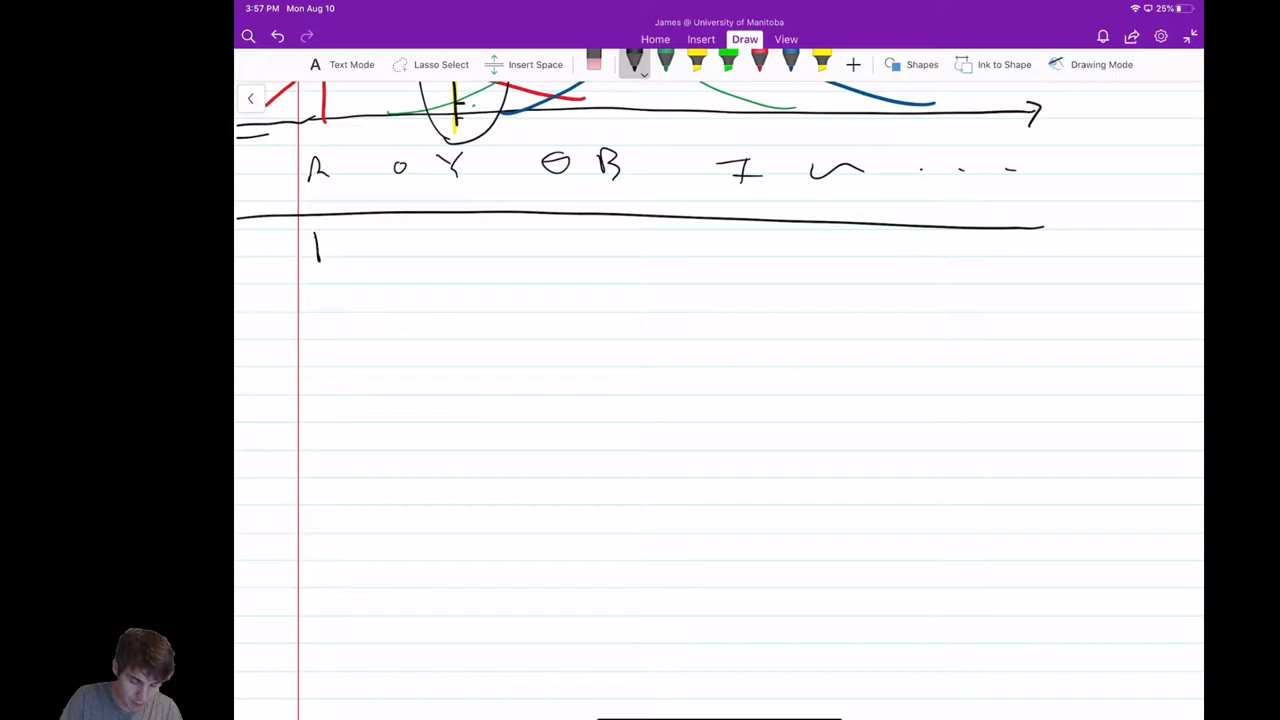 3:57 PM Mon Aug 10 25%
James @ University of Manitoba
Home Insert Draw View
A Text Mode Lasso Select Insert Space Shapes Ink to Shape Drawing Mode
R O Y G B I ...